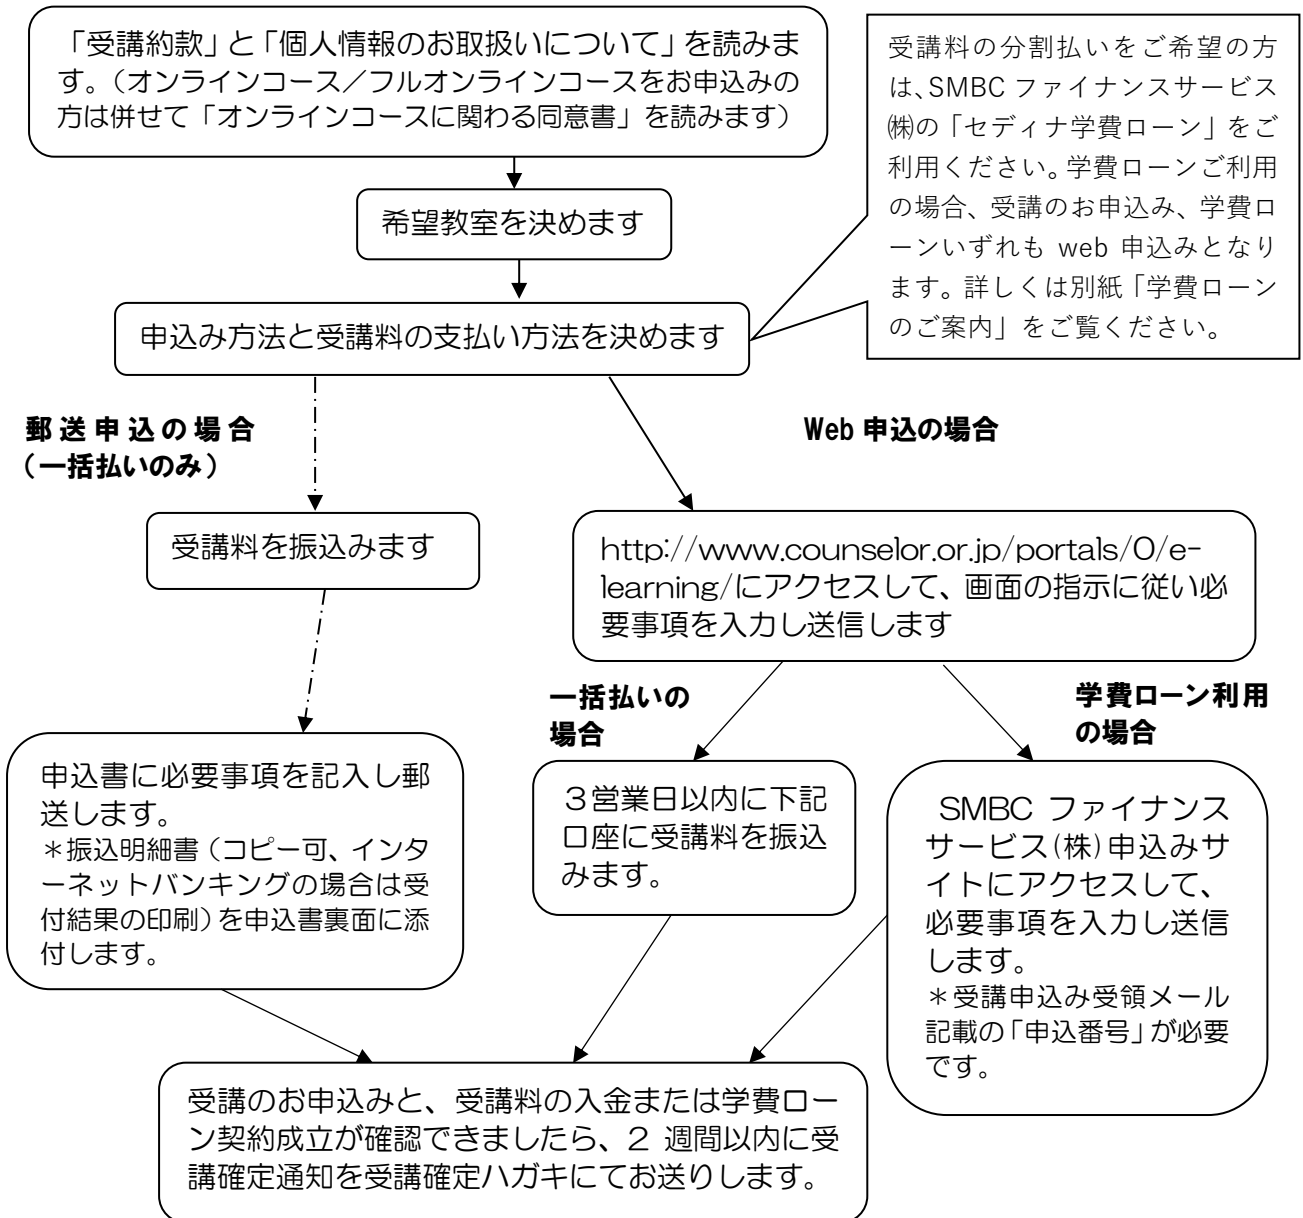 「受講約款」と「個人情報のお取扱いについて」を読みま
す。（オンラインコース／フルオンラインコースをお申込みの
方は併せて「オンラインコースに関わる同意書」を読みます）
受講料の分割払いをご希望の方
は、SMBC ファイナンスサービス
㈱の「セディナ学費ローン」をご
利用ください。学費ローンご利用
の場合、受講のお申込み、学費ロ
ーンいずれも web 申込みとなり
ます。詳しくは別紙「学費ローン
のご案内」をご覧ください。
希望教室を決めます
申込み方法と受講料の支払い方法を決めます
郵送申込の場合
（一括払いのみ）
Web 申込の場合
受講料を振込みます
http://www.counselor.or.jp/portals/0/e-
learning/にアクセスして、画面の指示に従い必
要事項を入力し送信します
一括払いの
場合
学費ローン利用
の場合
申込書に必要事項を記入し郵
送します。
＊振込明細書（コピー可、インタ
ーネットバンキングの場合は受
付結果の印刷）を申込書裏面に添
付します。
３営業日以内に下記
口座に受講料を振込
みます。
SMBC ファイナンス
サービス(株)申込みサ
イトにアクセスして、
必要事項を入力し送信
します。
＊受講申込み受領メール
記載の「申込番号」が必要
です。
受講のお申込みと、受講料の入金または学費ロー
ン契約成立が確認できましたら、２ 週間以内に受
講確定通知を受講確定ハガキにてお送りします。